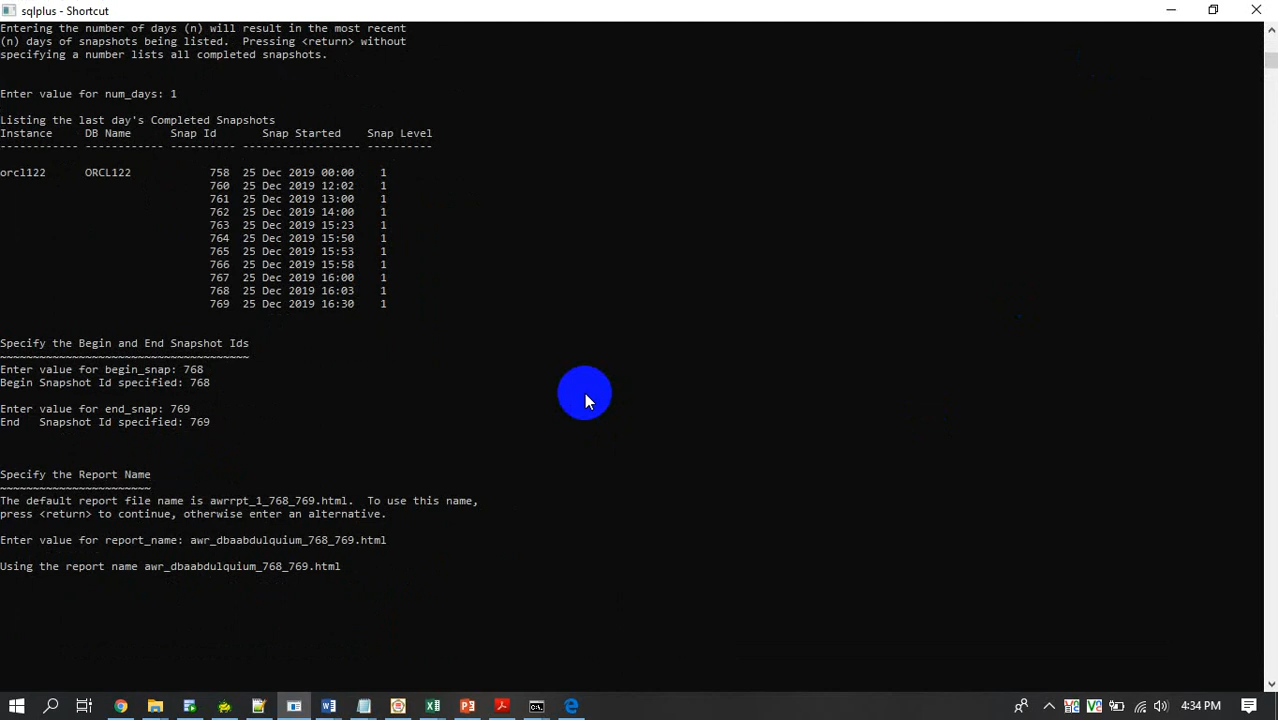 sqlplus - Shortcut
Entering the number of days (n) will result in the most recent
(n) days of snapshots being listed.  Pressing <return> without
specifying a number lists all completed snapshots.
Enter value for num_days: 1
Listing the last day's Completed Snapshots
Instance     DB Name      Snap Id       Snap Started    Snap Level
------------ ------------ ---------- ------------------ ----------
orcl122      ORCL122            758  25 Dec 2019 00:00    1
760  25 Dec 2019 12:02    1
761  25 Dec 2019 13:00    1
762  25 Dec 2019 14:00    1
763  25 Dec 2019 15:23    1
764  25 Dec 2019 15:50    1
765  25 Dec 2019 15:53    1
766  25 Dec 2019 15:58    1
767  25 Dec 2019 16:00    1
768  25 Dec 2019 16:03    1
769  25 Dec 2019 16:30    1
Specify the Begin and End Snapshot Ids
~~~~~~~~~~~~~~~~~~~~~~~~~~~~~~~~~~~~~~
Enter value for begin_snap: 768
Begin Snapshot Id specified: 768
Enter value for end_snap: 769
End   Snapshot Id specified: 769
Specify the Report Name
~~~~~~~~~~~~~~~~~~~~~~~
The default report file name is awrrpt_1_768_769.html.  To use this name,
press <return> to continue, otherwise enter an alternative.
Enter value for report_name: awr_dbaabdulquium_768_769.html
Using the report name awr_dbaabdulquium_768_769.html
4:34 PM